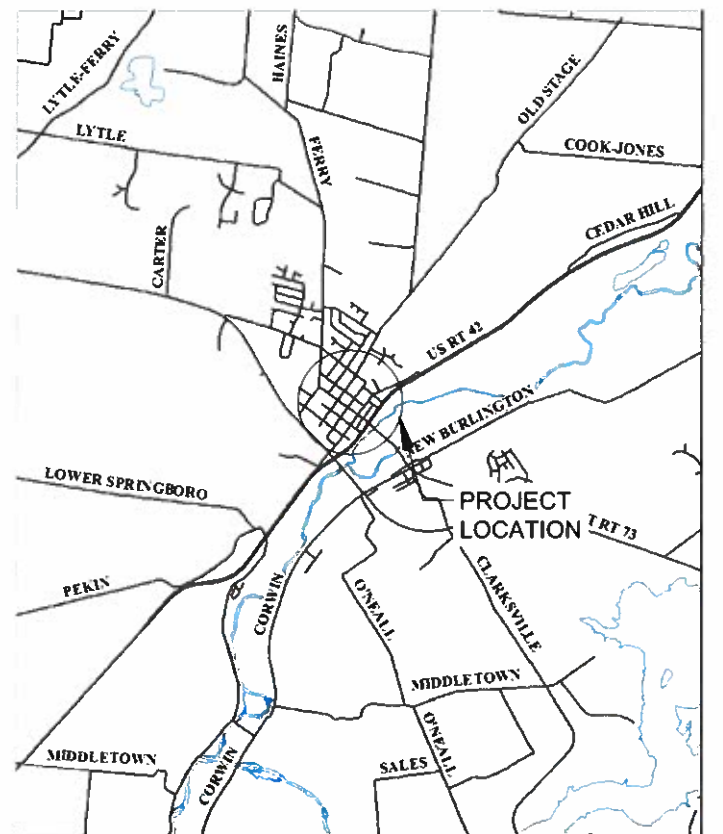 HAINES
LYTLE-FERRY
OLD STAGE
LYTLE
FERRY
COOK-JONES
CEDAR HILL
CARTER
US RT 42
EW BURLINGTON
LOWER SPRINGBORO
PROJECT
LOCATION
T RT 73
PEKIN
CORWIN
O'NEALL
CLARKSVILLE
MIDDLETOWN
O'NEALL
MIDDLETOWN
SALES
CORWIN